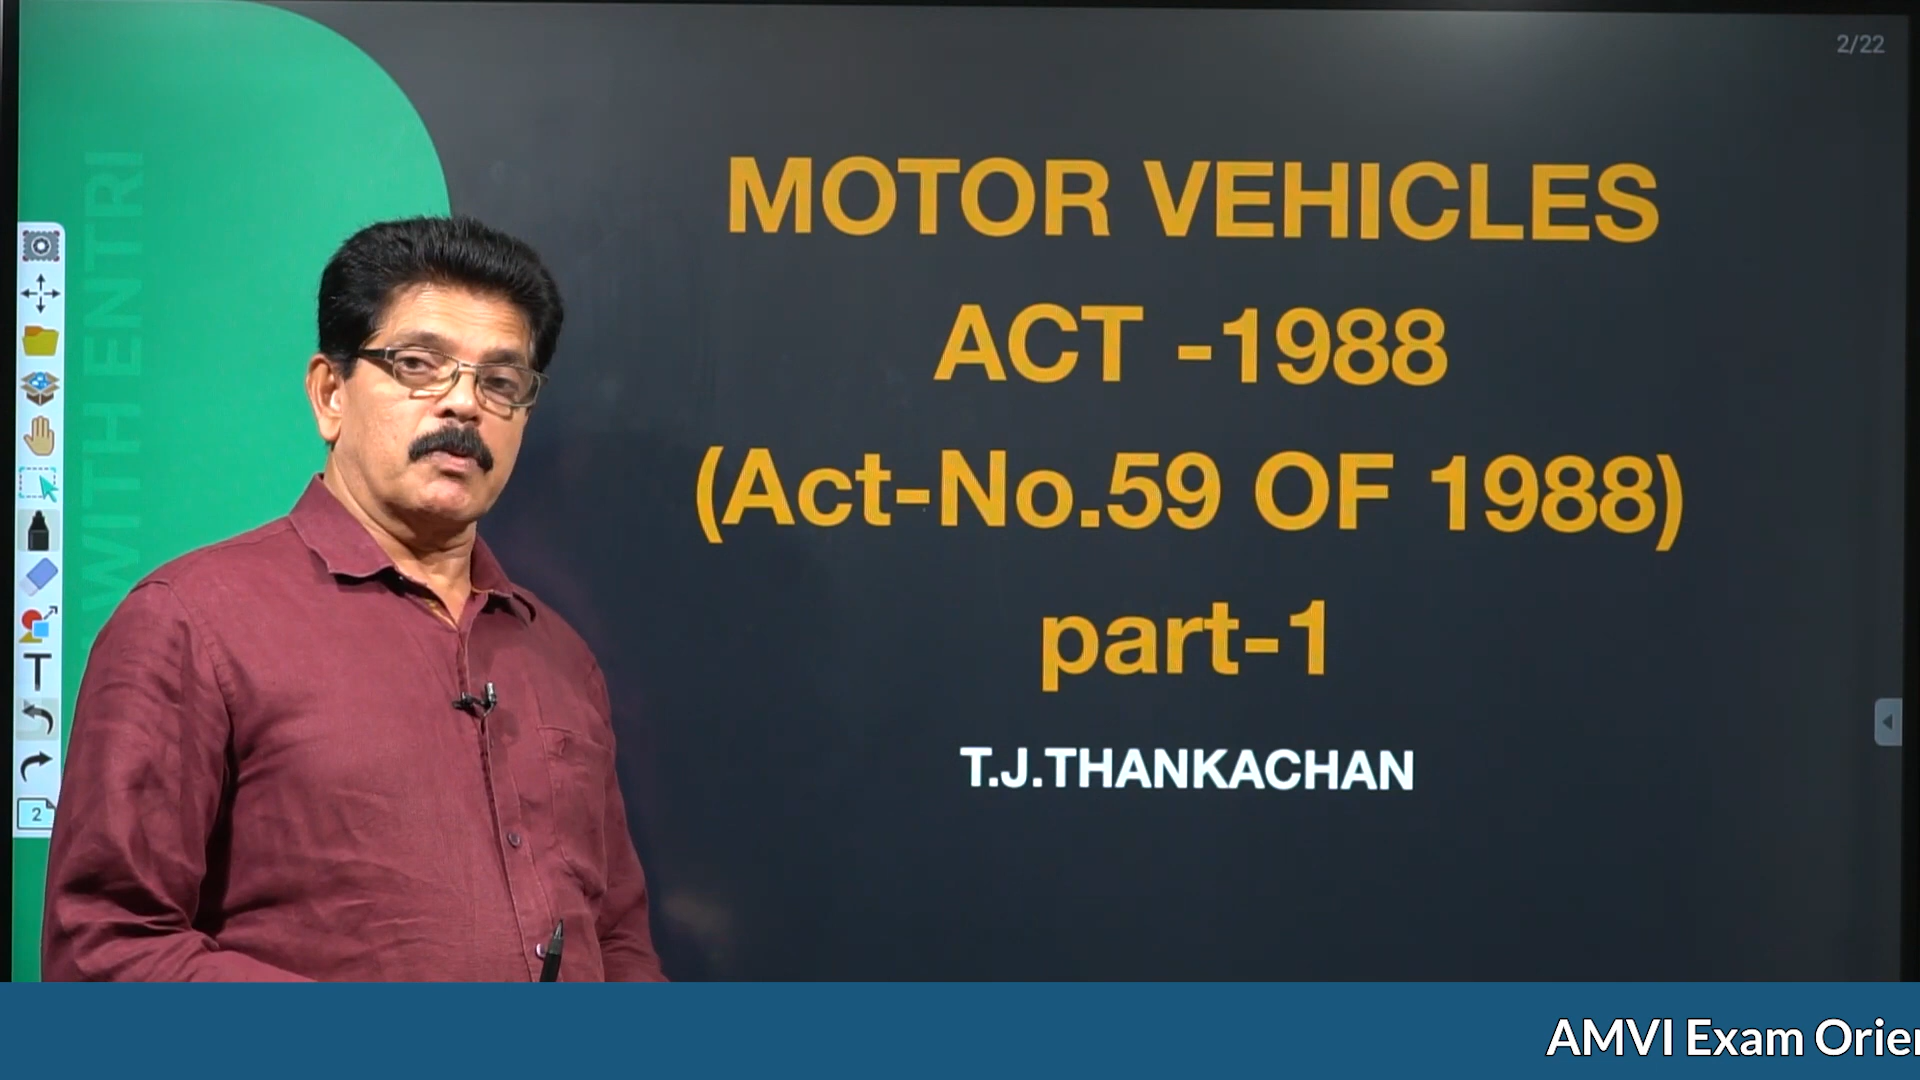 2/22
WITH ENTRI
MOTOR VEHICLES
ACT -1988
(Act-No.59 OF 1988)
part-1
T.J.THANKACHAN
T
2
AMVI Exam Orien